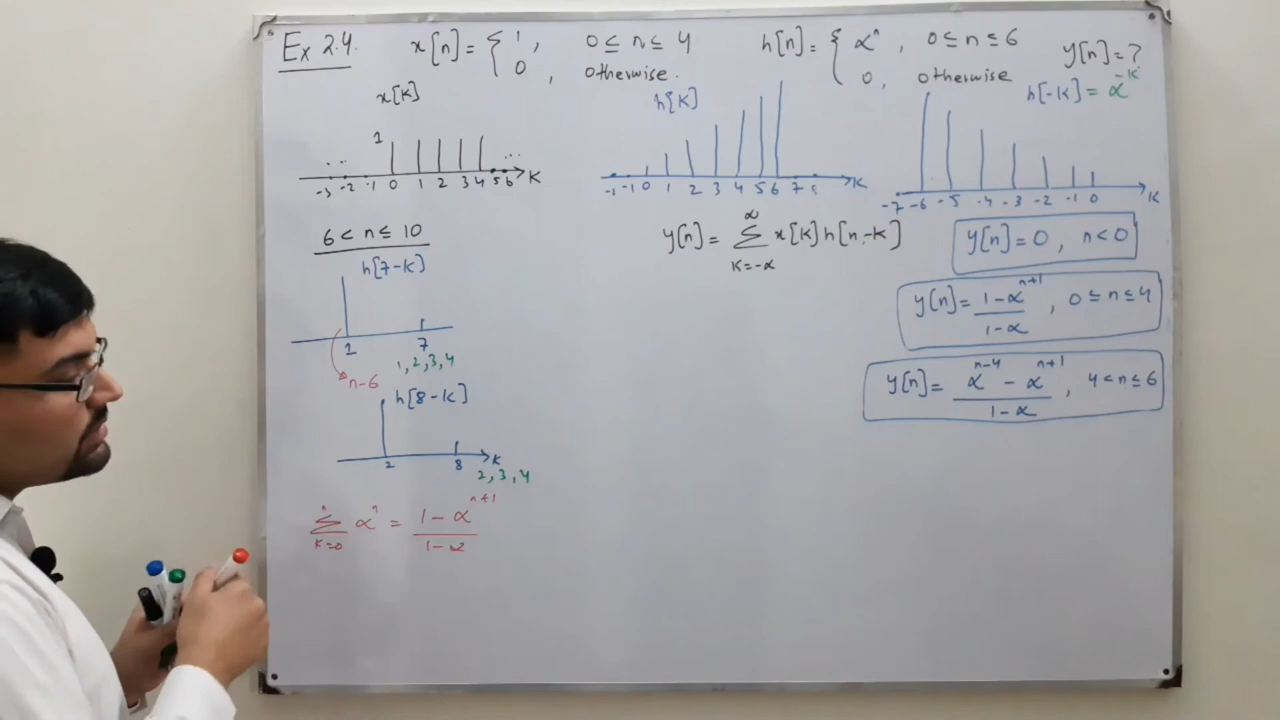 Ex 2.4. x[n] = { 1, 0 ≤ n ≤ 4 h[n] = { α^n, 0 ≤ n ≤ 6 y[n] = ?
0, otherwise. 0, otherwise
x[k] h[k] h[-k] = α^-k
1
... ...
-3 -2 -1 0 1 2 3 4 5 6 K
-1 0 1 2 3 4 5 6 7 K
-7 -6 -5 -4 -3 -2 -1 0 K
6 < n ≤ 10
y[n] = ∑_{k=-∞}^{∞} x[k] h[n-k]
y[n] = 0, n < 0
h[7-k]
1 7
1, 2, 3, 4
n-6
y[n] = (1-α^{n+1})/(1-α), 0 ≤ n ≤ 4
h[8-k]
2 8 K
2, 3, 4
y[n] = (α^{n-4} - α^{n+1})/(1-α), 4 < n ≤ 6
∑_{k=0}^{n} α^n = (1-α^{n+1})/(1-α)